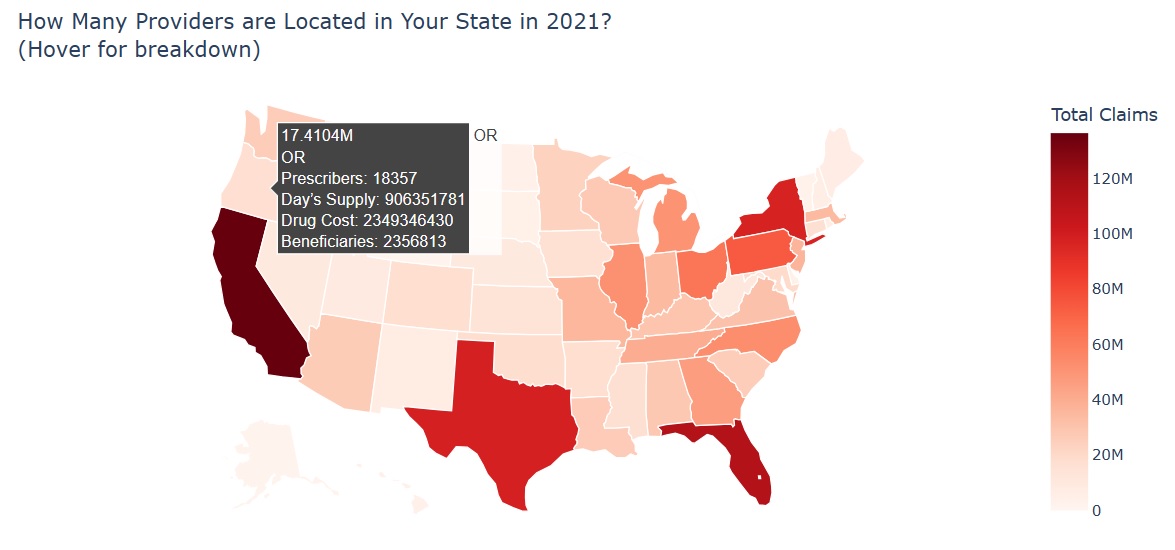 How Many Providers are Located in Your State in 2021?
(Hover for breakdown)
Total Claims
17.4104M
OR
OR
Prescribers: 18357
Day's Supply: 906351781
Drug Cost: 2349346430
Beneficiaries: 2356813
120M
100M
80M
60M
40M
20M
0